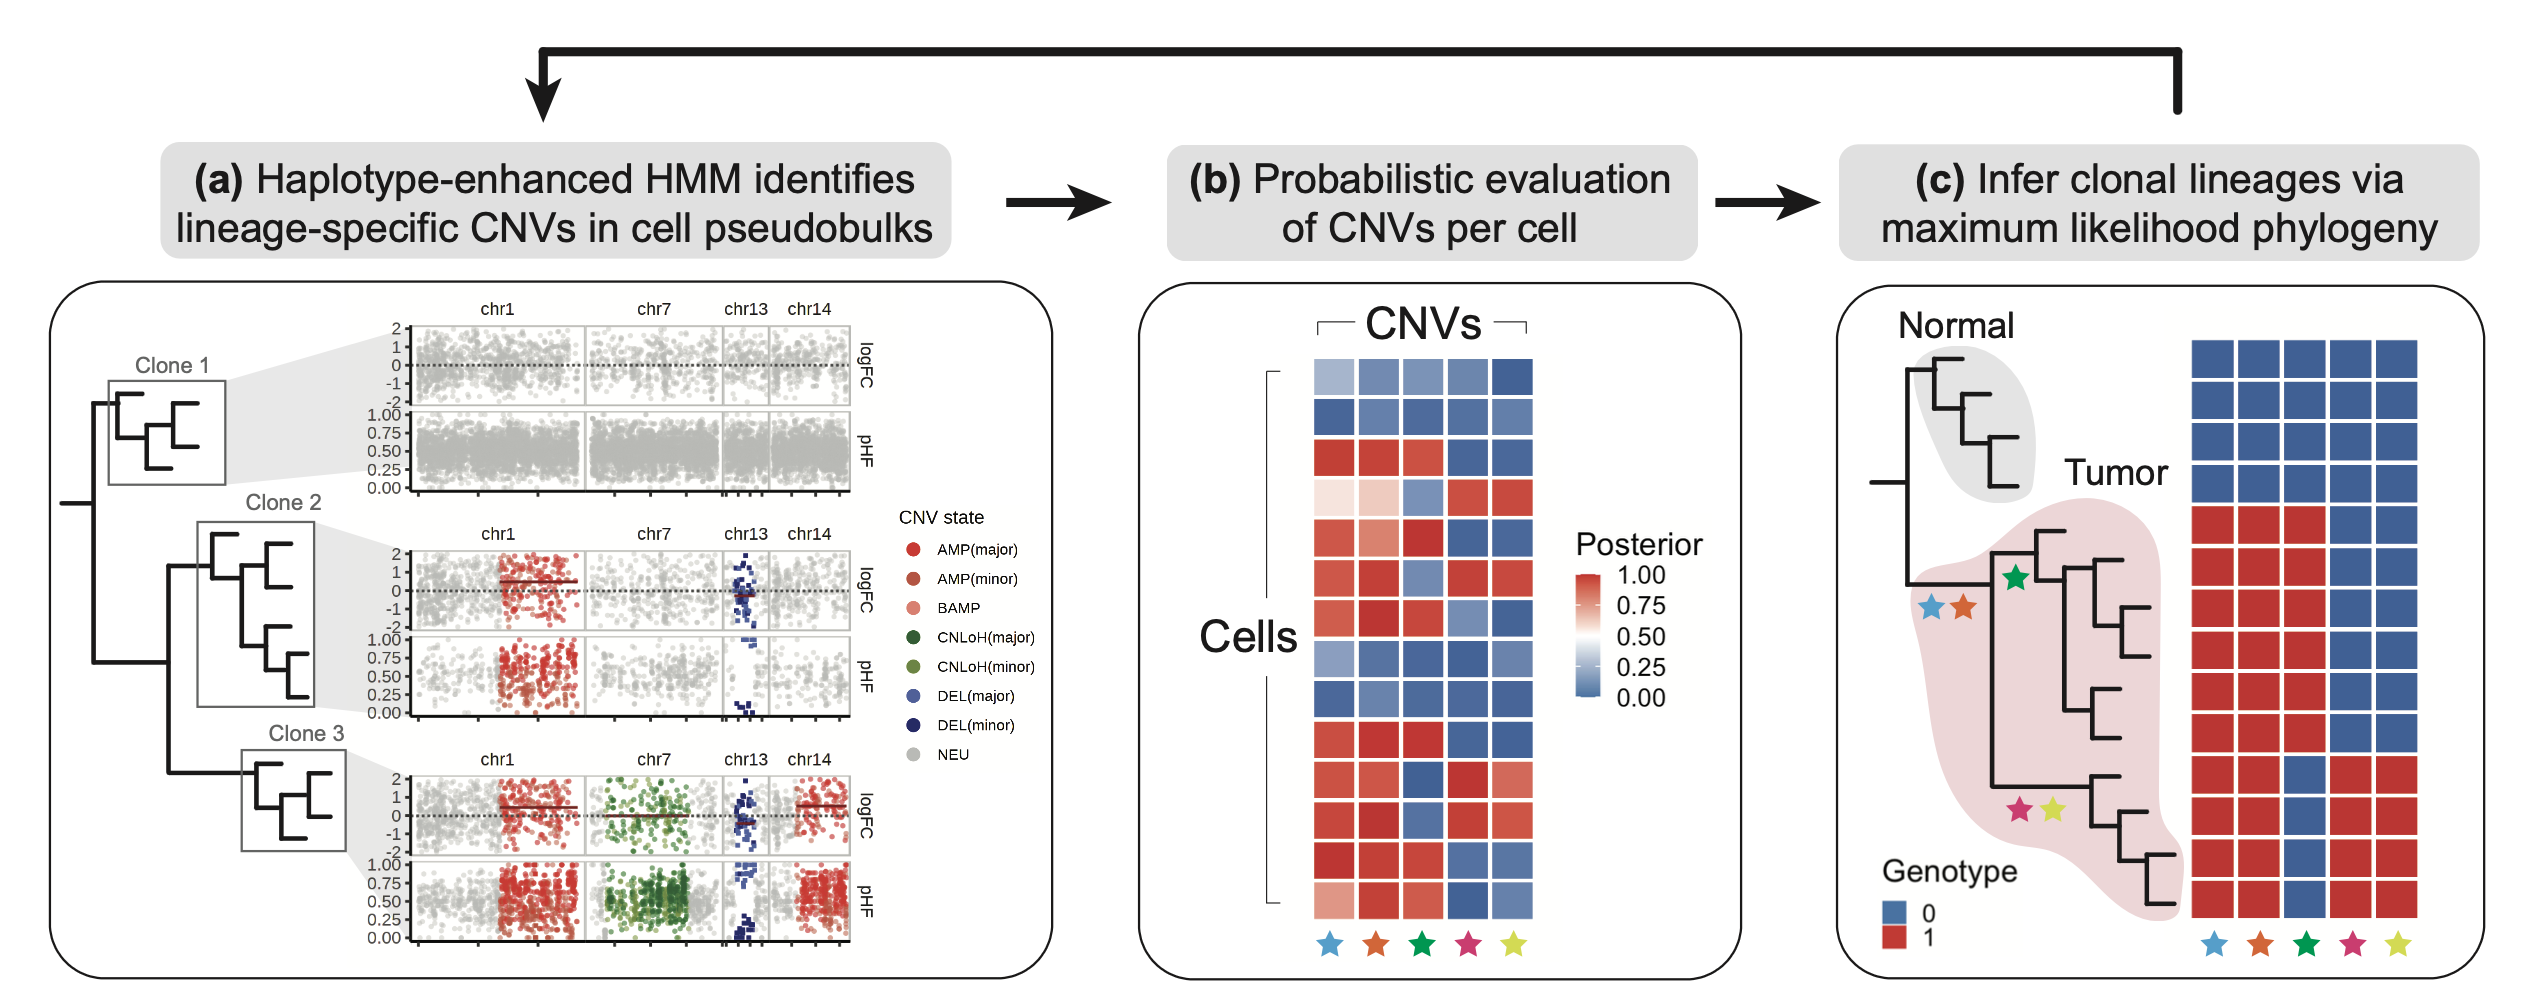 (a) Haplotype-enhanced HMM identifies
lineage-specific CNVs in cell pseudobulks
(b) Probabilistic evaluation
of CNVs per cell
(c) Infer clonal lineages via
maximum likelihood phylogeny
Clone 1
Clone 2
Clone 3
chr1 chr7 chr13 chr14
2
1
0
-1
-2
logFC
1.00
0.75
0.50
0.25
0.00
pHF
chr1 chr7 chr13 chr14
2
1
0
-1
-2
logFC
1.00
0.75
0.50
0.25
0.00
pHF
chr1 chr7 chr13 chr14
2
1
0
-1
-2
logFC
1.00
0.75
0.50
0.25
0.00
pHF
CNV state
AMP(major)
AMP(minor)
BAMP
CNLoH(major)
CNLoH(minor)
DEL(major)
DEL(minor)
NEU
CNVs
Cells
Posterior
1.00
0.75
0.50
0.25
0.00
Normal
Tumor
Genotype
0
1